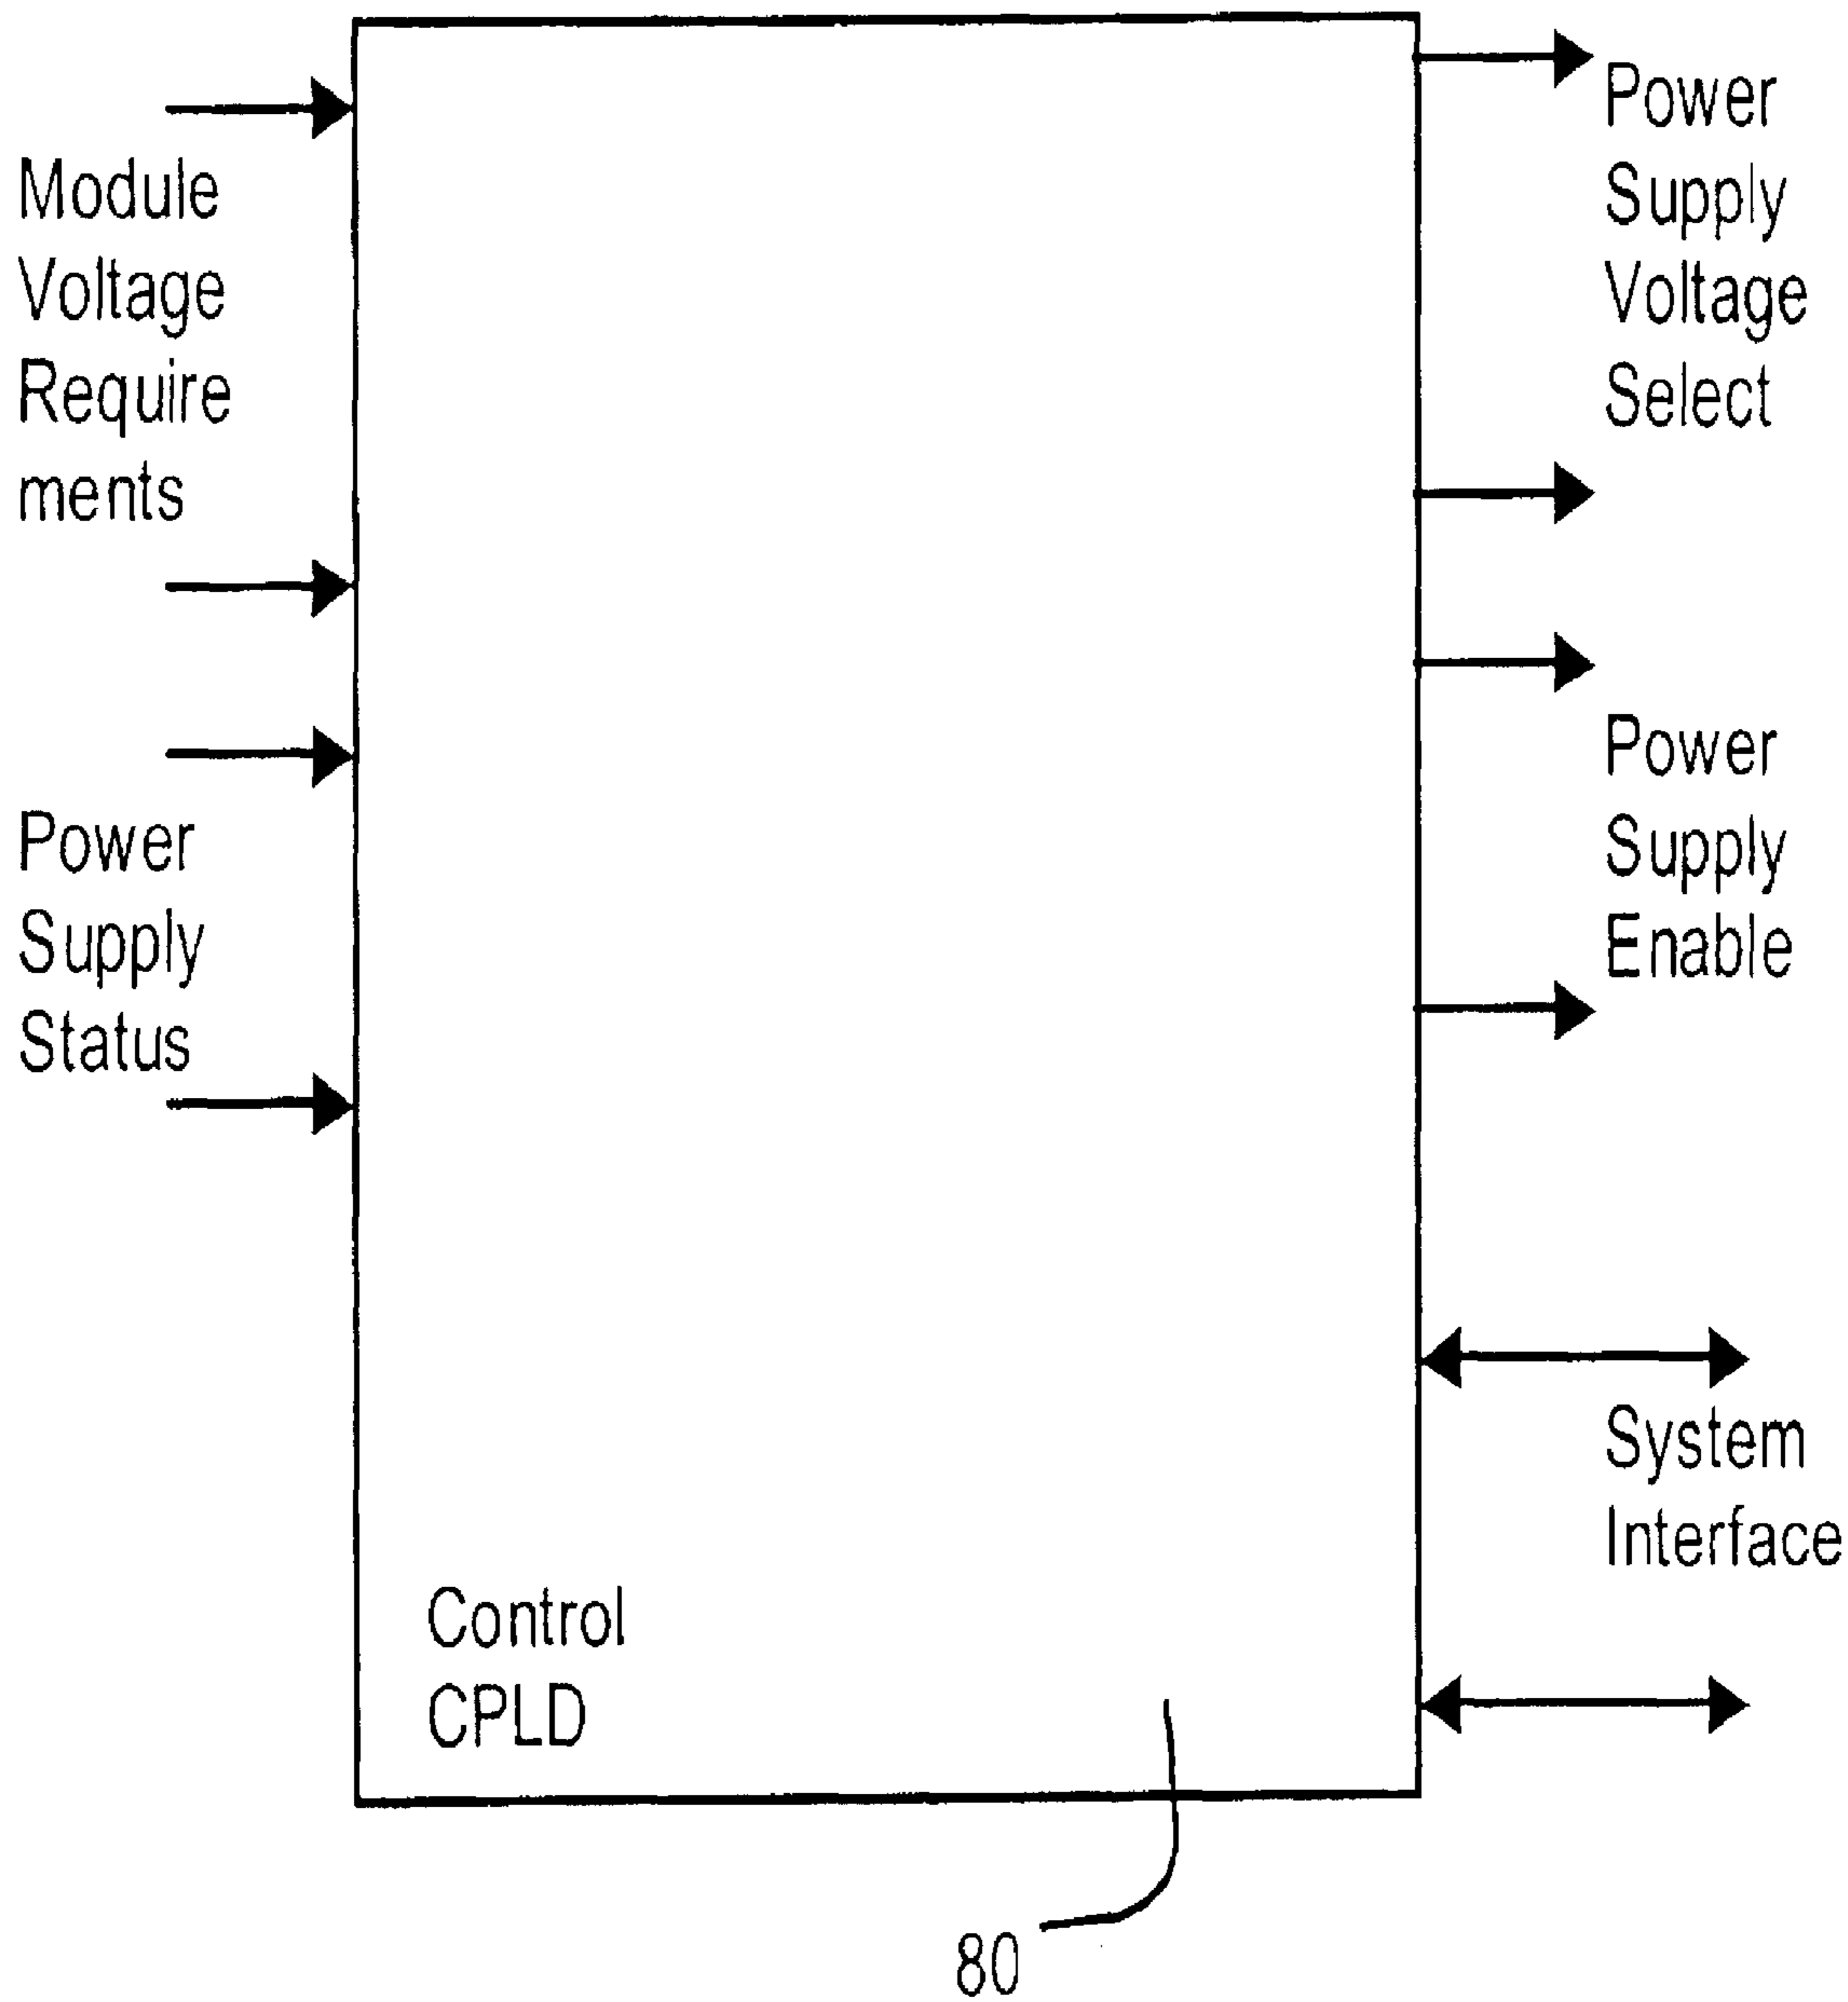 Module
Voltage
Require
ments
Power
Supply
Status
Power
Supply
Voltage
Select
Power
Supply
Enable
System
Interface
Control
CPLD
80